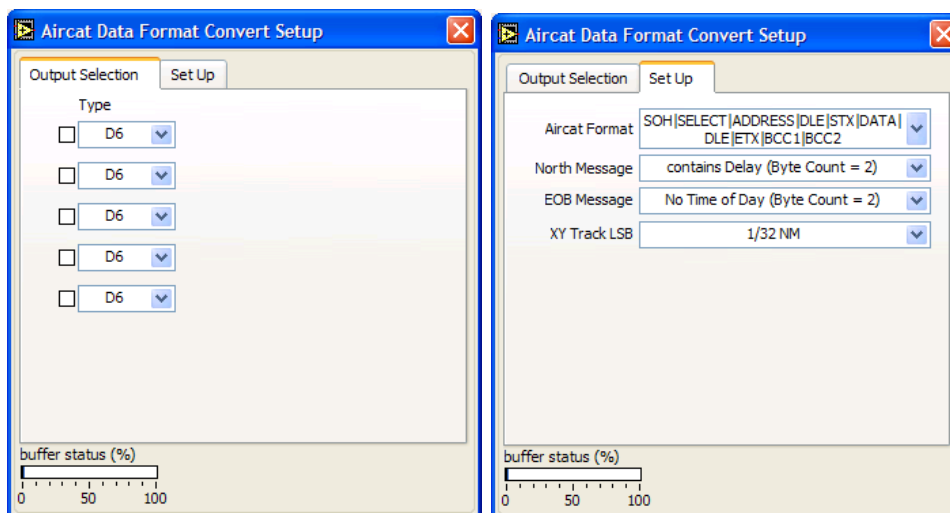 Aircat Data Format Convert Setup
Output Selection
Set Up
Type
D6
D6
D6
D6
D6
buffer status (%)
0 50 100
Aircat Data Format Convert Setup
Output Selection
Set Up
Aircat Format
SOH|SELECT|ADDRESS|DLE|STX|DATA|
DLE|ETX|BCC1|BCC2
North Message
contains Delay (Byte Count = 2)
EOB Message
No Time of Day (Byte Count = 2)
XY Track LSB
1/32 NM
buffer status (%)
0 50 100